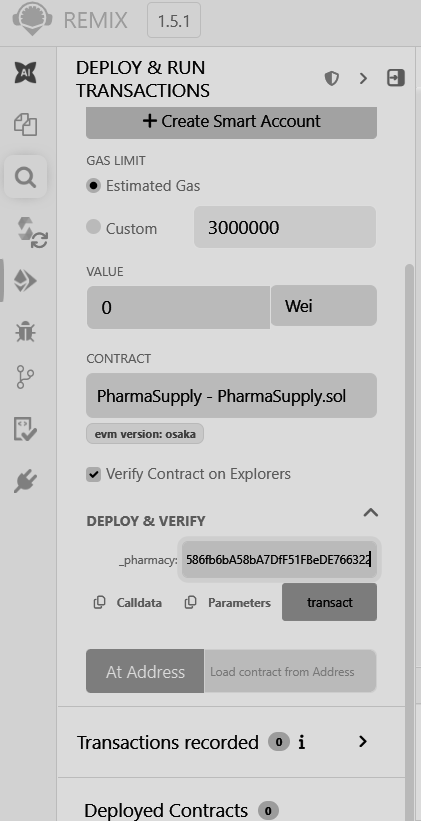 REMIX 1.5.1
AI
DEPLOY & RUN
TRANSACTIONS
Create Smart Account
GAS LIMIT
Estimated Gas
Custom 3000000
VALUE
0 Wei
CONTRACT
PharmaSupply - PharmaSupply.sol
evm version: osaka
Verify Contract on Explorers
DEPLOY & VERIFY
_pharmacy: 586fb6bA58bA7DfF51FBeDE766322
Calldata Parameters transact
At Address Load contract from Address
Transactions recorded 0 i
Deployed Contracts 0